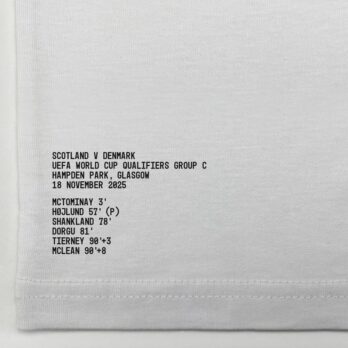 SCOTLAND V DENMARK
UEFA WORLD CUP QUALIFIERS GROUP C
HAMPDEN PARK, GLASGOW
18 NOVEMBER 2025
MCTOMINAY 3'
HØJLUND 57' (P)
SHANKLAND 78'
DORGU 81'
TIERNEY 90'+3
MCLEAN 90'+8